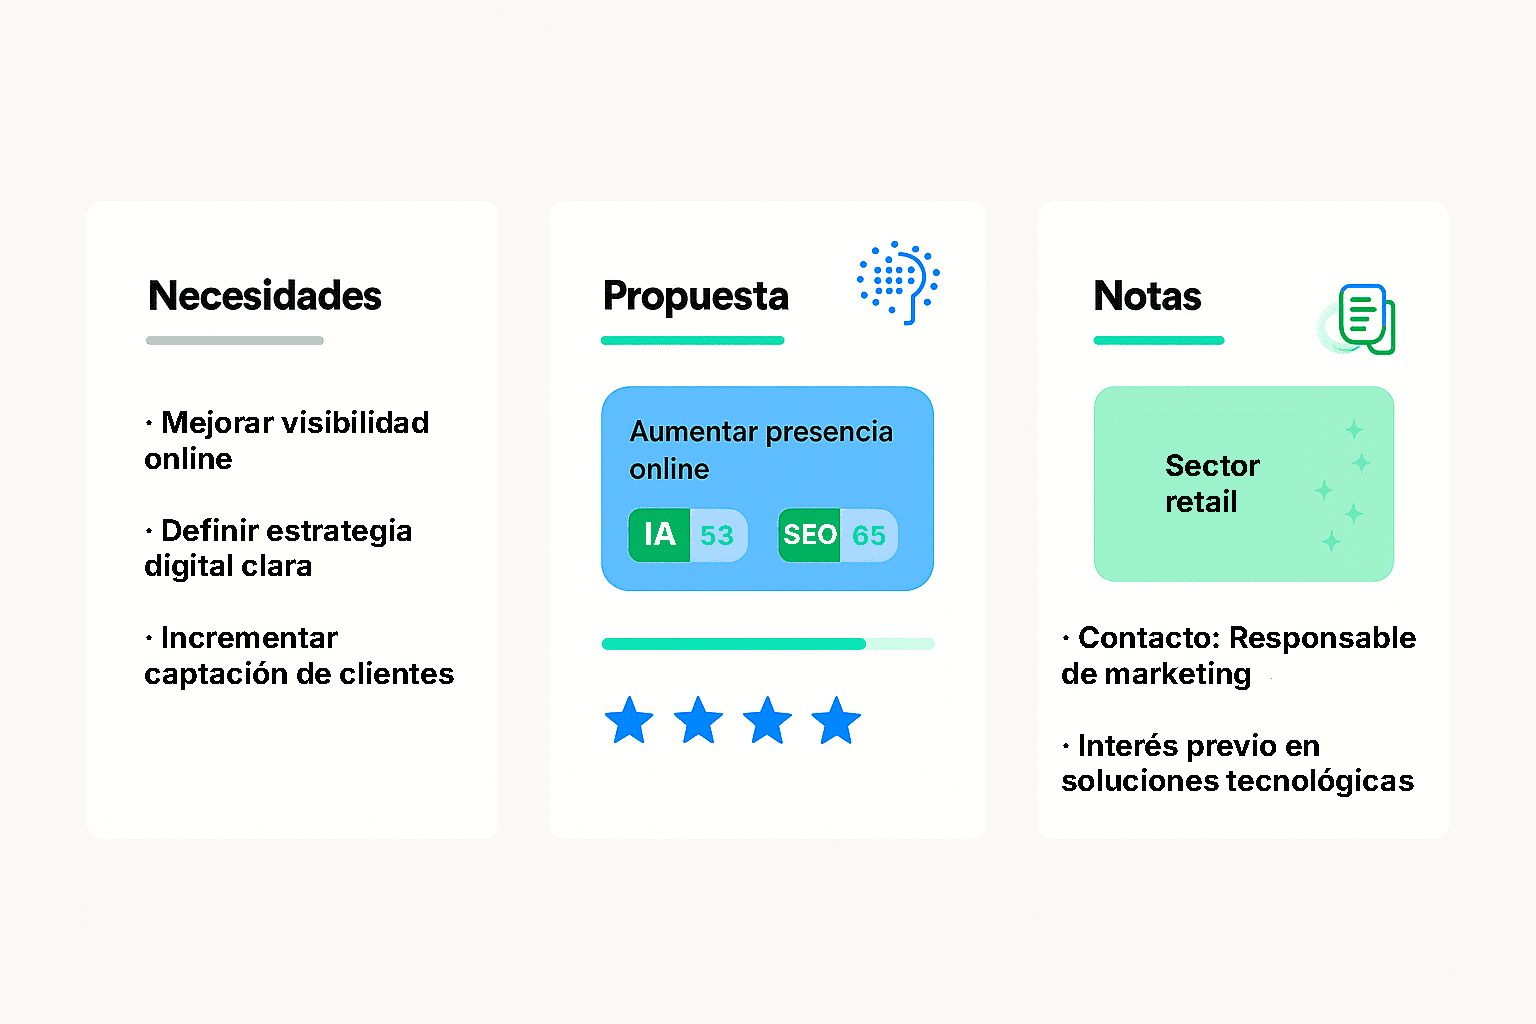 Necesidades
· Mejorar visibilidad
online
· Definir estrategia
digital clara
· Incrementar
captación de clientes
Propuesta
Aumentar presencia
online
IA 53 SEO 65
Notas
Sector
retail
· Contacto: Responsable
de marketing
· Interés previo en
soluciones tecnológicas